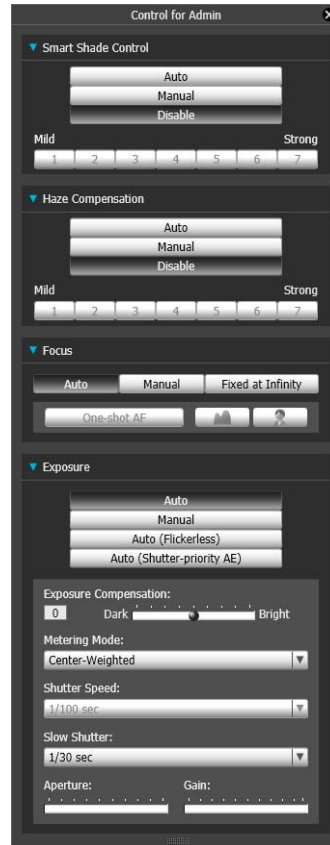 Control for Admin
Smart Shade Control
Auto
Manual
Disable
Mild Strong
1 2 3 4 5 6 7
Haze Compensation
Auto
Manual
Disable
Mild Strong
1 2 3 4 5 6 7
Focus
Auto Manual Fixed at Infinity
One-shot AF
Exposure
Auto
Manual
Auto (Flickerless)
Auto (Shutter-priority AE)
Exposure Compensation:
0 Dark Bright
Metering Mode:
Center-Weighted
Shutter Speed:
1/100 sec
Slow Shutter:
1/30 sec
Aperture: Gain: